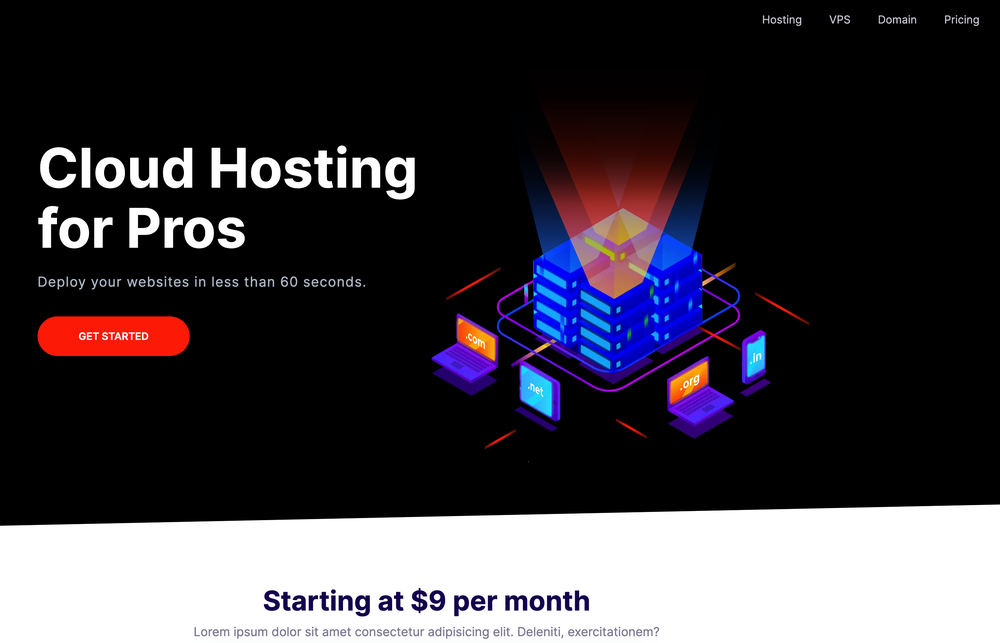 Hosting VPS Domain Pricing
Cloud Hosting
for Pros
Deploy your websites in less than 60 seconds.
GET STARTED
.com
.net
.org
.in
Starting at $9 per month
Lorem ipsum dolor sit amet consectetur adipisicing elit. Deleniti, exercitationem?